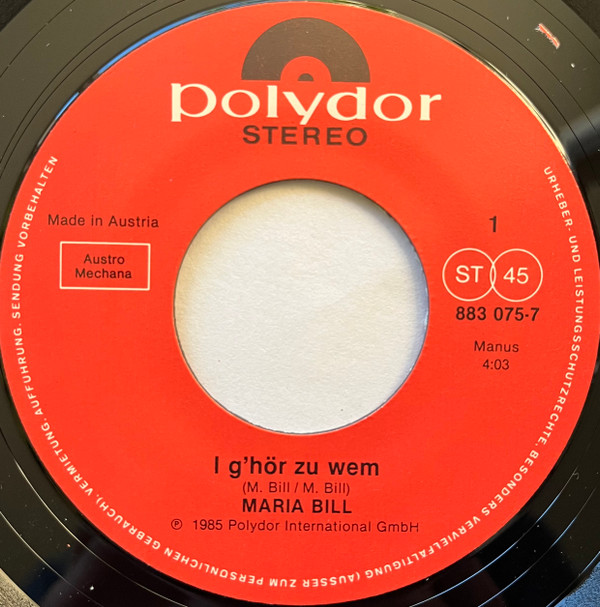 polydor
STEREO
Made in Austria
Austro
Mechana
1
ST 45
883 075-7
Manus
4:03
I g'hör zu wem
(M. Bill / M. Bill)
MARIA BILL
℗ 1985 Polydor International GmbH
URHEBER- UND LEISTUNGSSCHUTZRECHTE, BESONDERS VERVIELFÄLTIGUNG (AUSSER ZUM PERSÖNLICHEN GEBRAUCH), VERMIETUNG, AUFFÜHRUNG, SENDUNG VORBEHALTEN